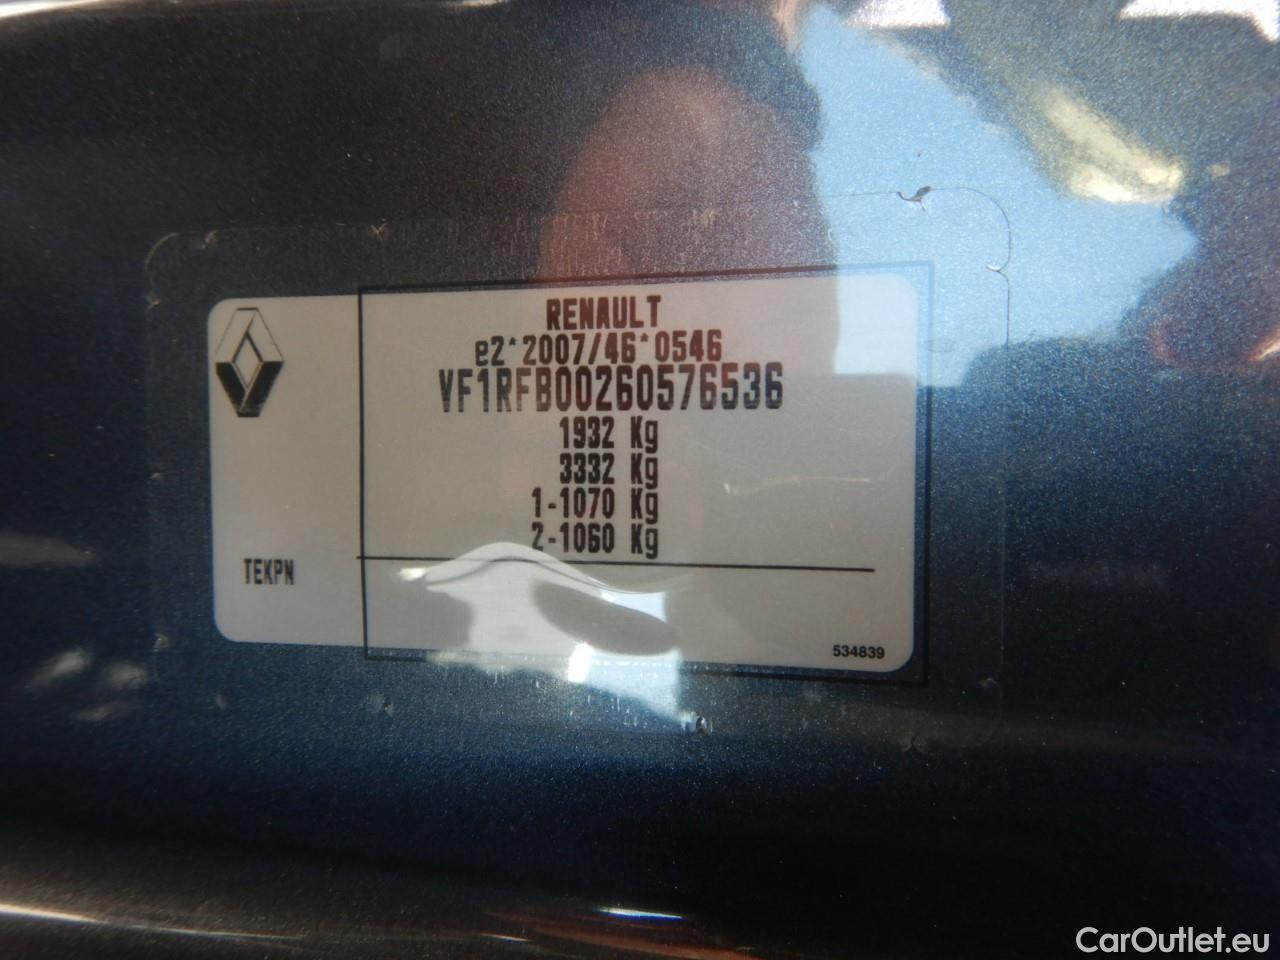 RENAULT
e2*2007/46*0546
VF1RFB00260576536
1932 Kg
3332 Kg
1-1070 Kg
2-1060 Kg
TEKPN
534839
CarOutlet.eu